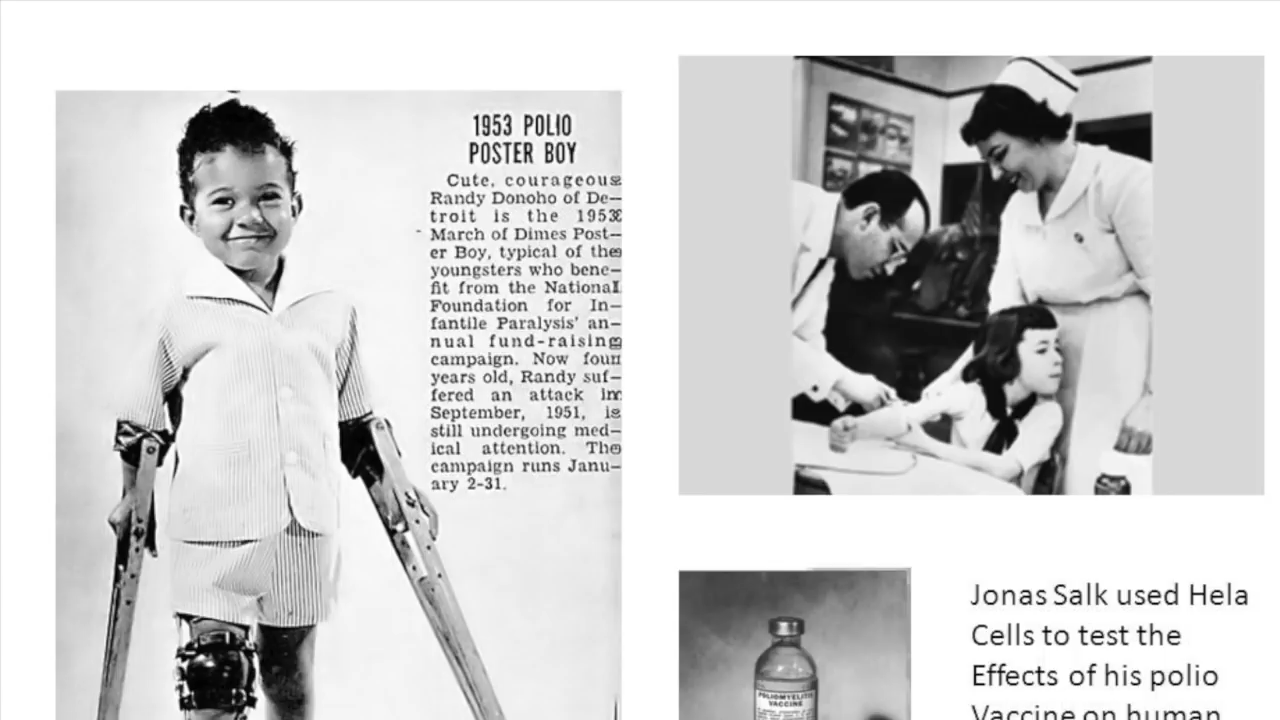 1953 POLIO
POSTER BOY
Cute, courageous
Randy Donoho of De-
troit is the 1953
March of Dimes Post-
er Boy, typical of the
youngsters who bene-
fit from the National
Foundation for In-
fantile Paralysis' an-
nual fund-raising
campaign. Now four
years old, Randy suf-
fered an attack in
September, 1951, is
still undergoing med-
ical attention. The
campaign runs Janu-
ary 2-31.
POLIOMYELITIS
VACCINE
Jonas Salk used Hela
Cells to test the
Effects of his polio
Vaccine on human